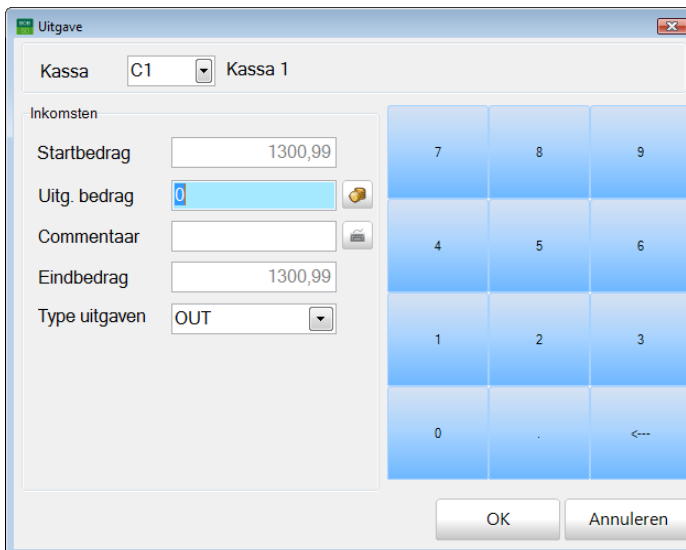 Uitgave
Kassa C1 Kassa 1
Inkomsten
Startbedrag 1300,99
Uitg. bedrag 0
Commentaar
Eindbedrag 1300,99
Type uitgaven OUT
7 8 9
4 5 6
1 2 3
0 . <---
OK Annuleren